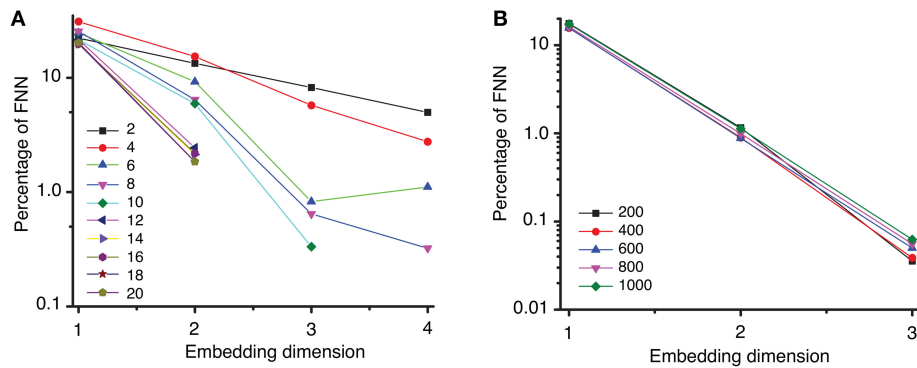 A
Percentage of FNN
10
1.0
0.1
2
4
6
8
10
12
14
16
18
20
1 2 3 4
Embedding dimension
B
Percentage of FNN
10
1.0
0.1
0.01
200
400
600
800
1000
1 2 3
Embedding dimension